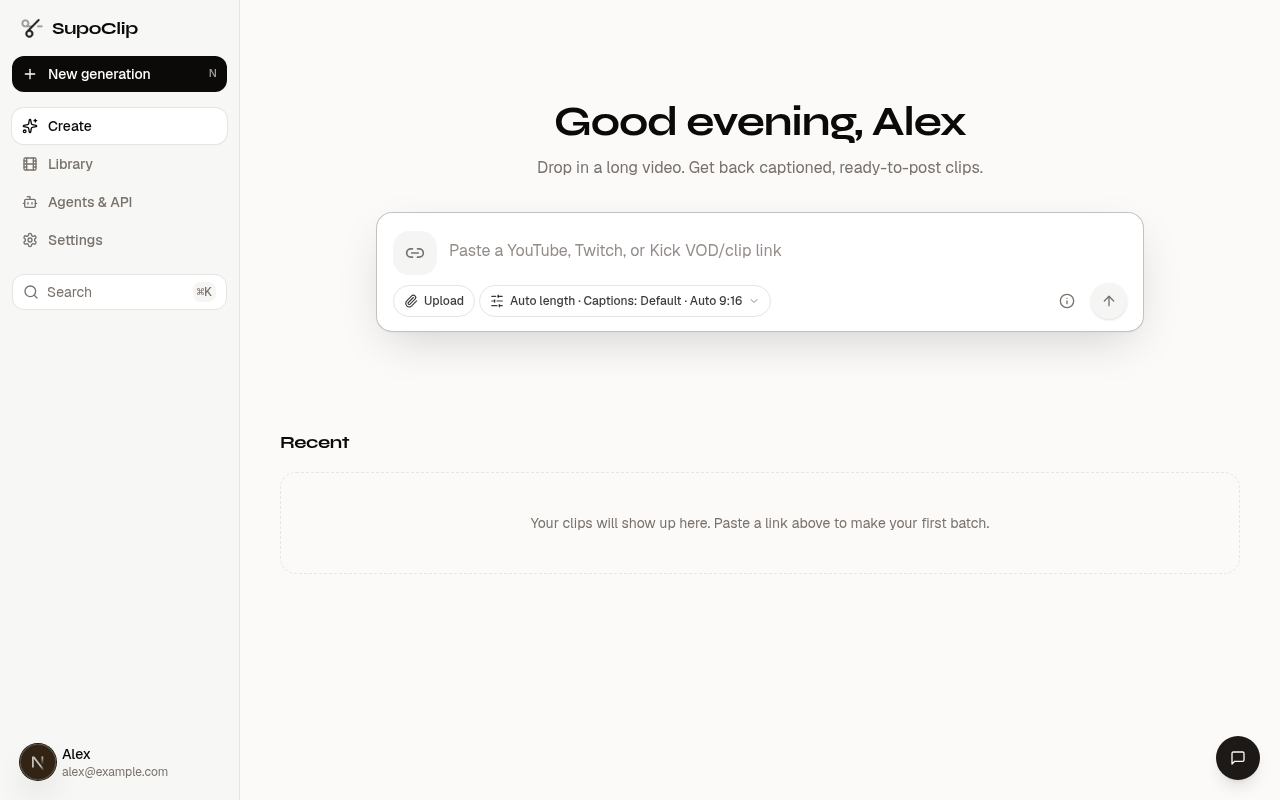 SupoClip
New generation N
Create
Library
Agents & API
Settings
Search ⌘K
Good evening, Alex
Drop in a long video. Get back captioned, ready-to-post clips.
Paste a YouTube, Twitch, or Kick VOD/clip link
Upload
Auto length · Captions: Default · Auto 9:16
Recent
Your clips will show up here. Paste a link above to make your first batch.
N
Alex
alex@example.com